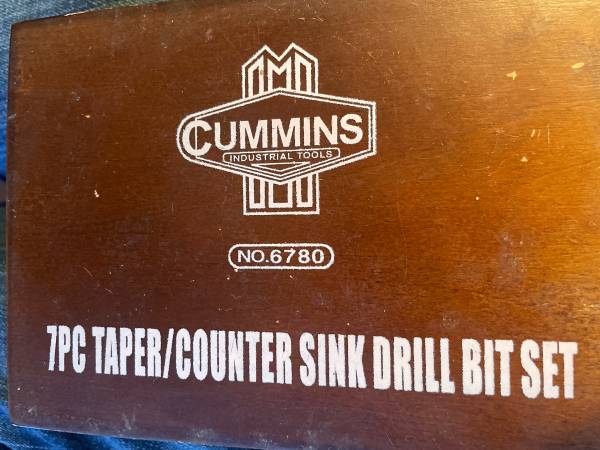 CUMMINS
INDUSTRIAL TOOLS
NO.6780
7PC TAPER/COUNTER SINK DRILL BIT SET